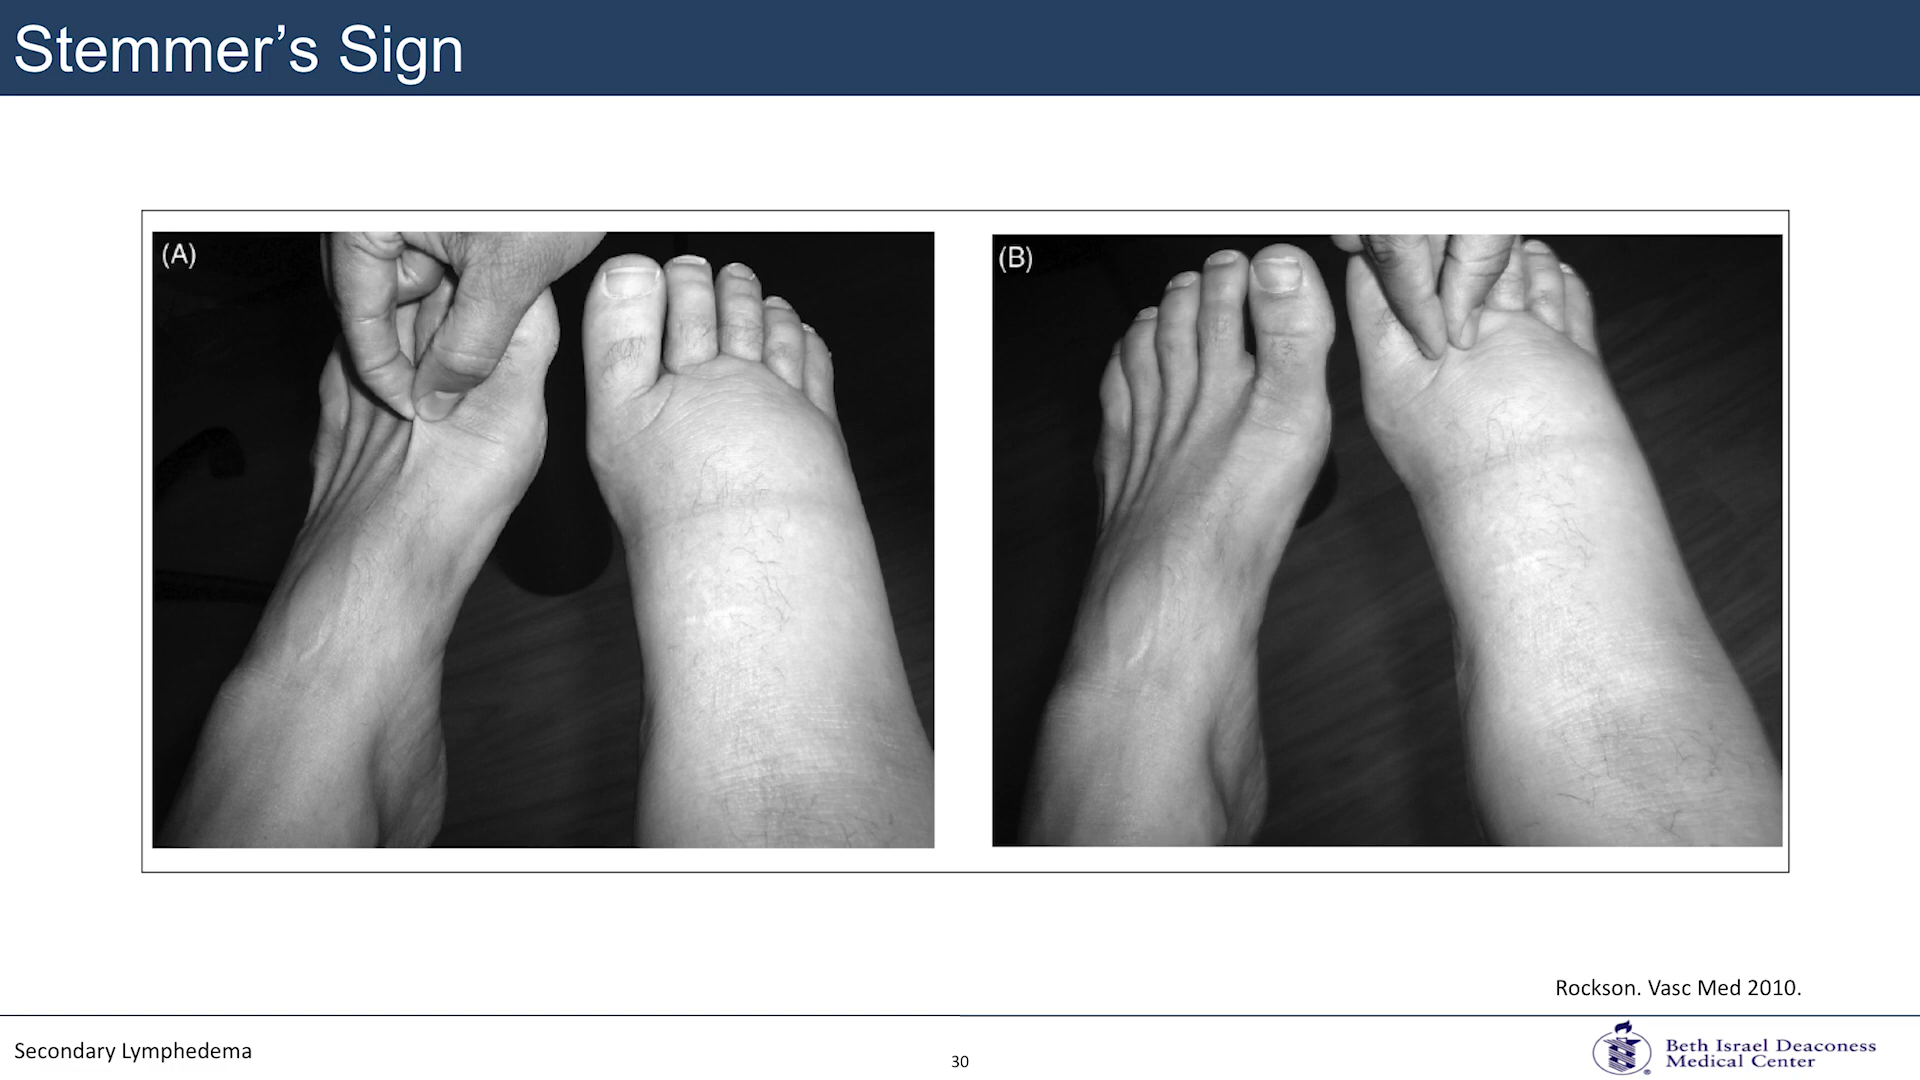 Stemmer’s Sign
(A)
(B)
Rockson. Vasc Med 2010.
Secondary Lymphedema
30
Beth Israel Deaconess
Medical Center